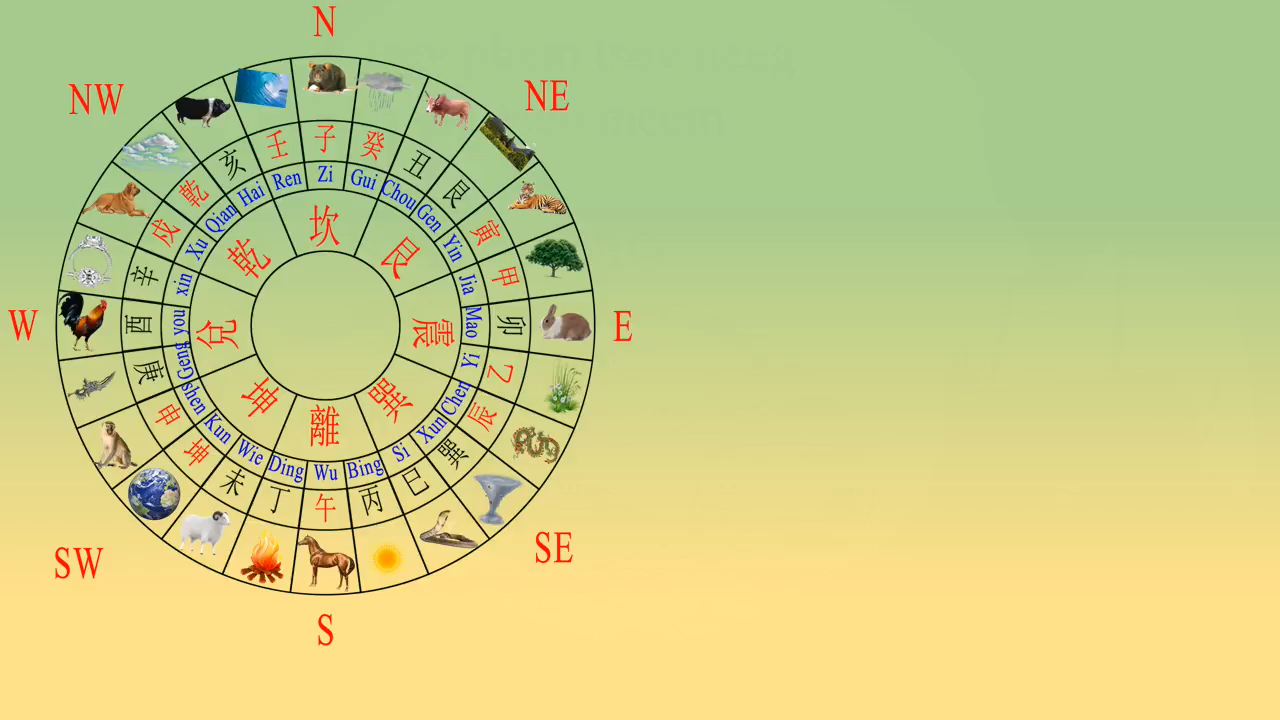 N
NE
E
SE
S
SW
W
NW
子
癸
丑
艮
寅
甲
卯
乙
辰
巽
巳
丙
午
丁
未
坤
申
庚
酉
辛
戌
乾
亥
壬
Zi
Gui
Chou
Gen
Yin
Jia
Mao
Yi
Chen
Xun
Si
Bing
Wu
Ding
Wie
Kun
shen
Geng
you
xin
Xu
Qian
Hai
Ren
坎
艮
震
巽
離
坤
兌
乾